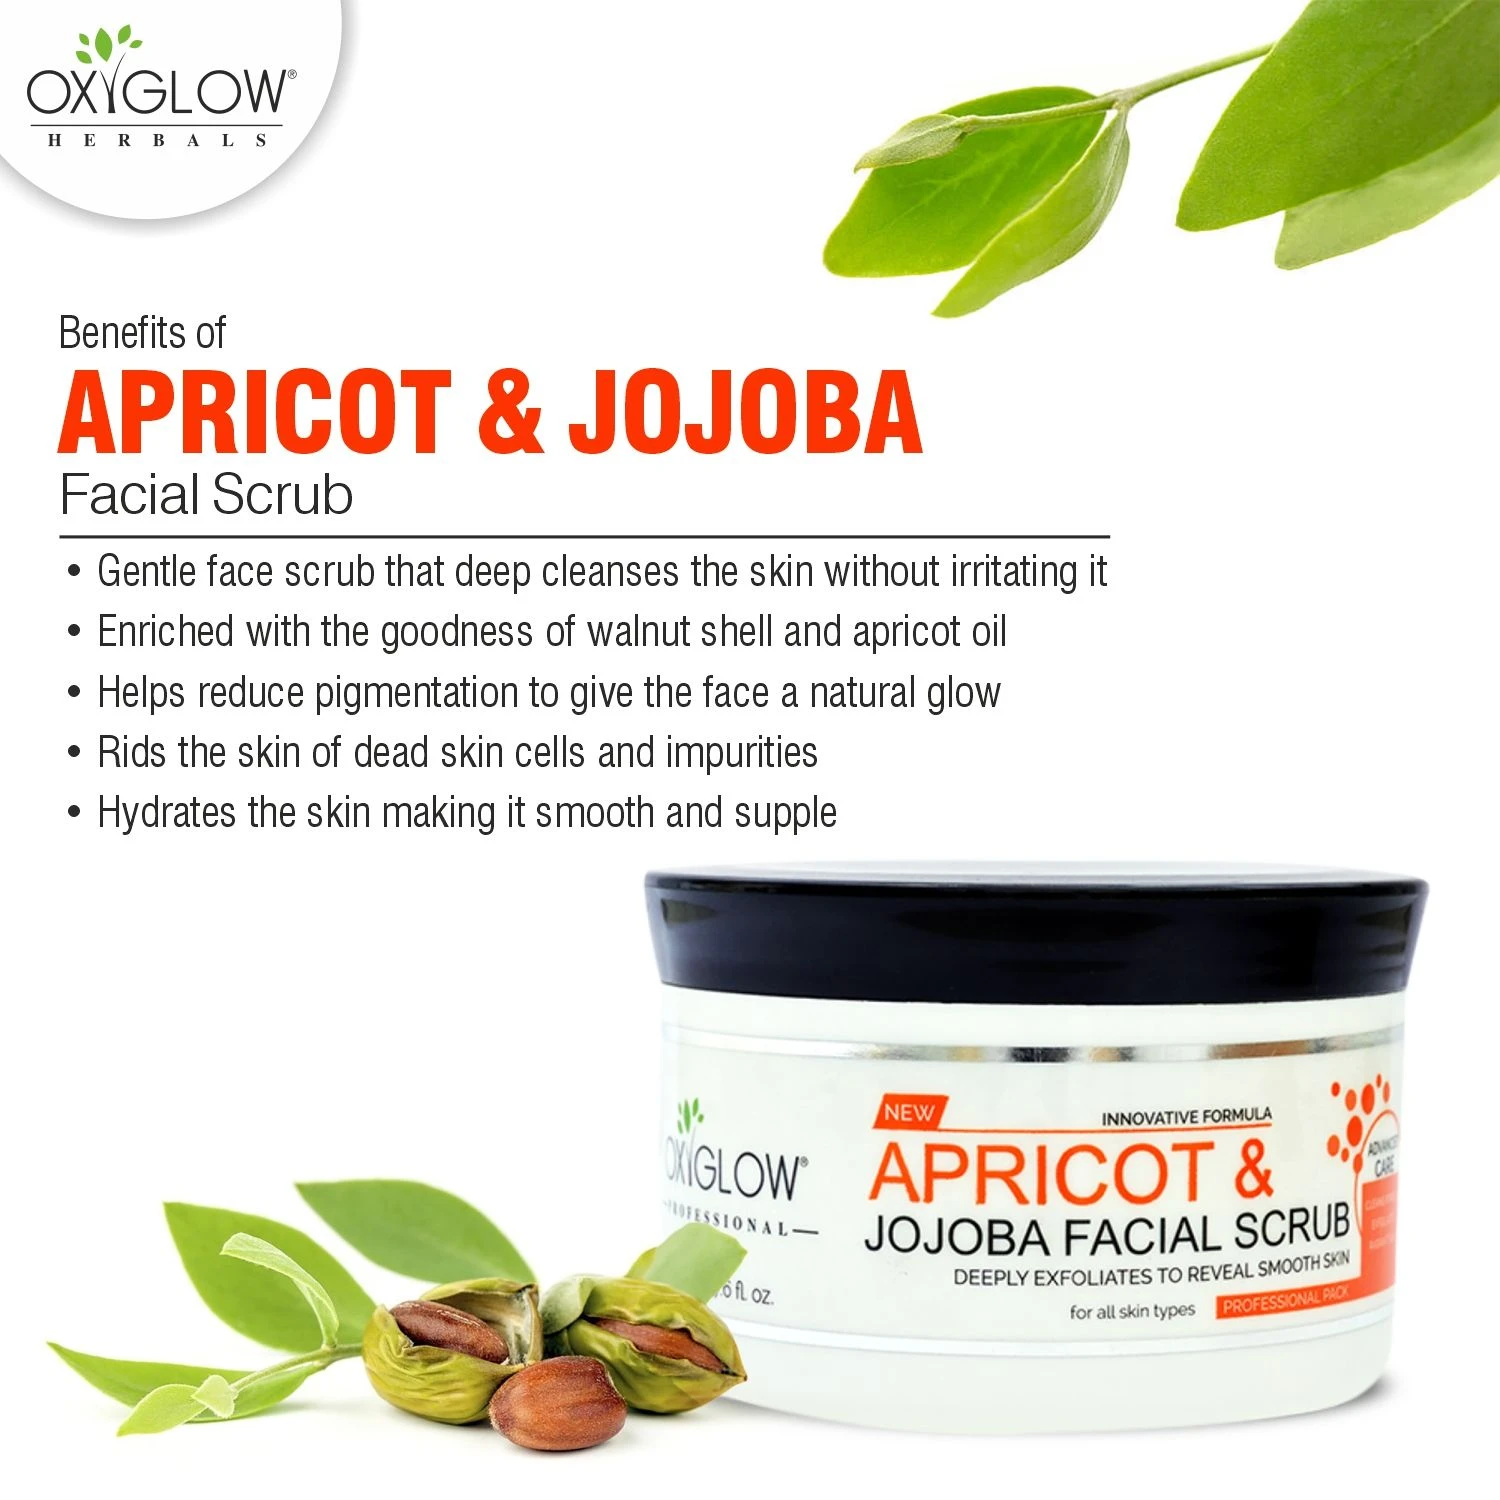 OXYGLOW®
HERBALS
Benefits of
APRICOT & JOJOBA
Facial Scrub
• Gentle face scrub that deep cleanses the skin without irritating it
• Enriched with the goodness of walnut shell and apricot oil
• Helps reduce pigmentation to give the face a natural glow
• Rids the skin of dead skin cells and impurities
• Hydrates the skin making it smooth and supple
OXYGLOW®
PROFESSIONAL
fl. oz.
NEW
INNOVATIVE FORMULA
APRICOT &
JOJOBA FACIAL SCRUB
DEEPLY EXFOLIATES TO REVEAL SMOOTH SKIN
for all skin types
PROFESSIONAL PACK
ADVANCED
CARE